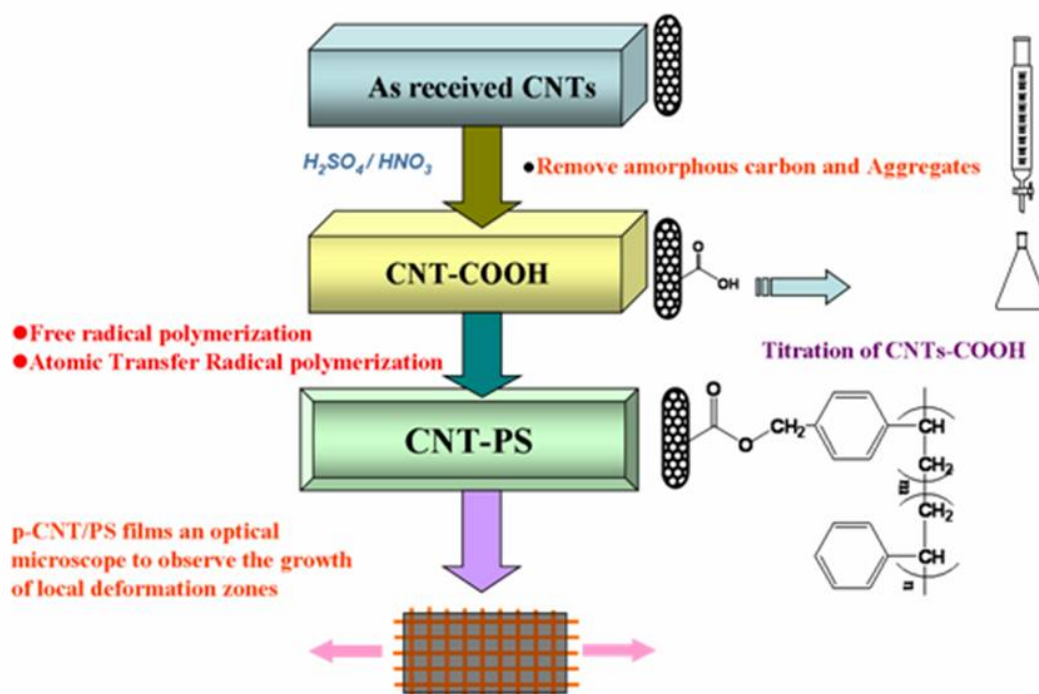 As received CNTs
H₂SO₄ / HNO₃
●Remove amorphous carbon and Aggregates
CNT-COOH
O
OH
●Free radical polymerization
●Atomic Transfer Radical polymerization
Titration of CNTs-COOH
CNT-PS
O
O
CH₂
CH
CH₂
m
CH₂
CH
n
p-CNT/PS films an optical
microscope to observe the growth
of local deformation zones